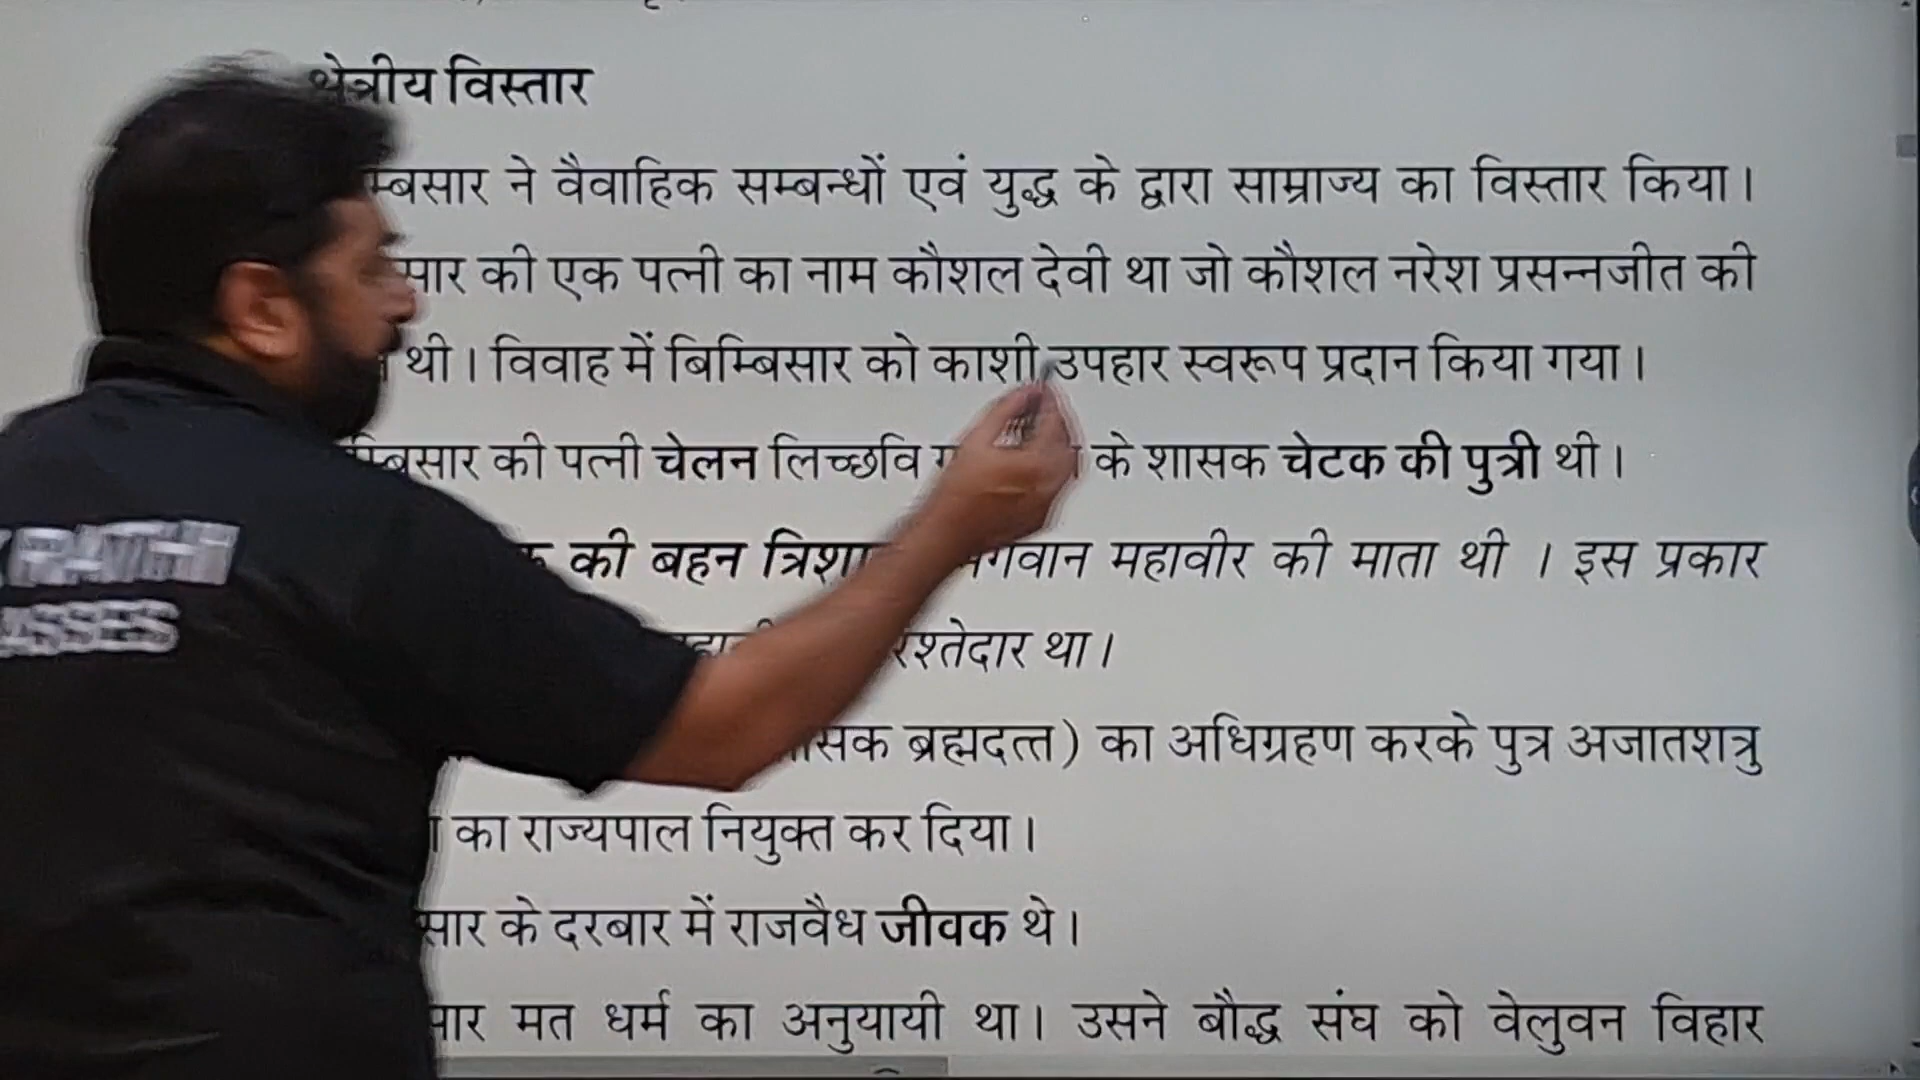 क्षेत्रीय विस्तार
ने वैवाहिक सम्बन्धों एवं युद्ध के द्वारा साम्राज्य का विस्तार किया।
की एक पत्नी का नाम कौशल देवी था जो कौशल नरेश प्रसन्नजीत की
थी। विवाह में बिम्बिसार को काशी उपहार स्वरूप प्रदान किया गया।
की पत्नी चेलन लिच्छवि के शासक चेटक की पुत्री थी।
की बहन महावीर की माता थी । इस प्रकार
था।
ब्रह्मदत्त) का अधिग्रहण करके पुत्र अजातशत्रु
का राज्यपाल नियुक्त कर दिया।
के दरबार में राजवैध जीवक थे।
मत धर्म का अनुयायी था। उसने बौद्ध संघ को वेलुवन विहार